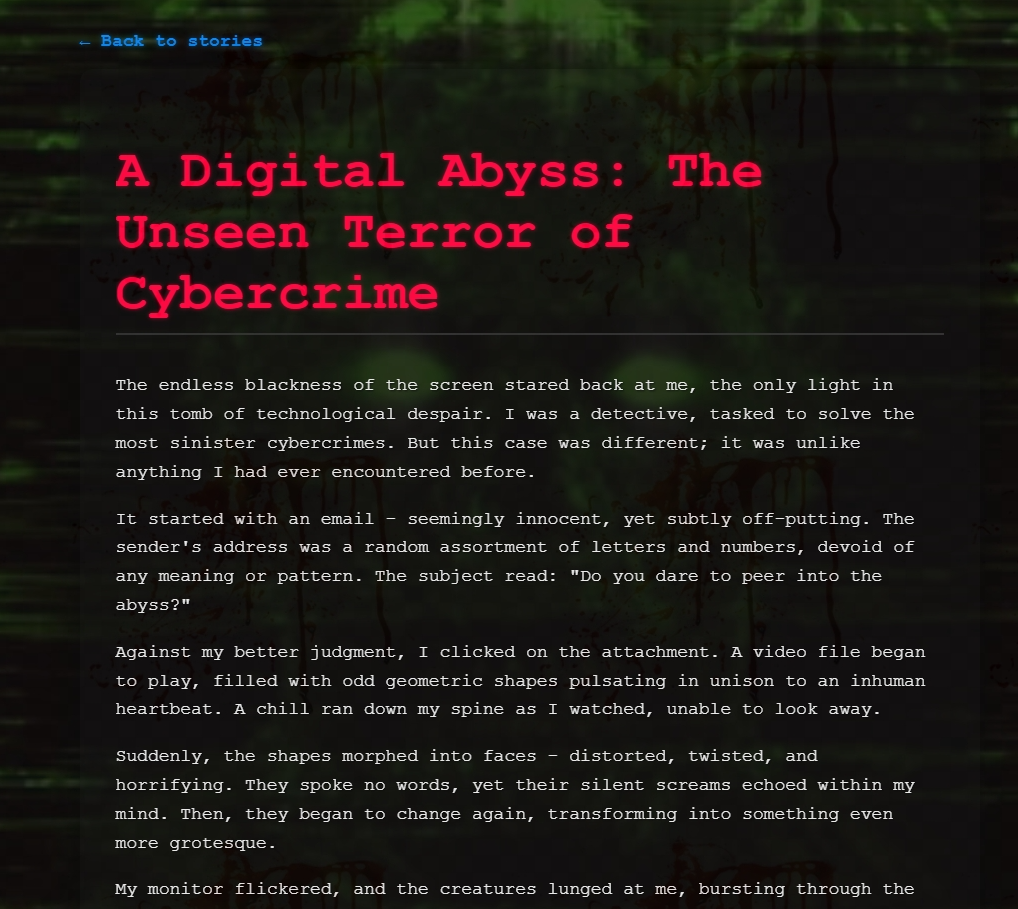 ← Back to stories
A Digital Abyss: The
Unseen Terror of
Cybercrime
The endless blackness of the screen stared back at me, the only light in
this tomb of technological despair. I was a detective, tasked to solve the
most sinister cybercrimes. But this case was different; it was unlike
anything I had ever encountered before.
It started with an email – seemingly innocent, yet subtly off-putting. The
sender's address was a random assortment of letters and numbers, devoid of
any meaning or pattern. The subject read: "Do you dare to peer into the
abyss?"
Against my better judgment, I clicked on the attachment. A video file began
to play, filled with odd geometric shapes pulsating in unison to an inhuman
heartbeat. A chill ran down my spine as I watched, unable to look away.
Suddenly, the shapes morphed into faces – distorted, twisted, and
horrifying. They spoke no words, yet their silent screams echoed within my
mind. Then, they began to change again, transforming into something even
more grotesque.
My monitor flickered, and the creatures lunged at me, bursting through the